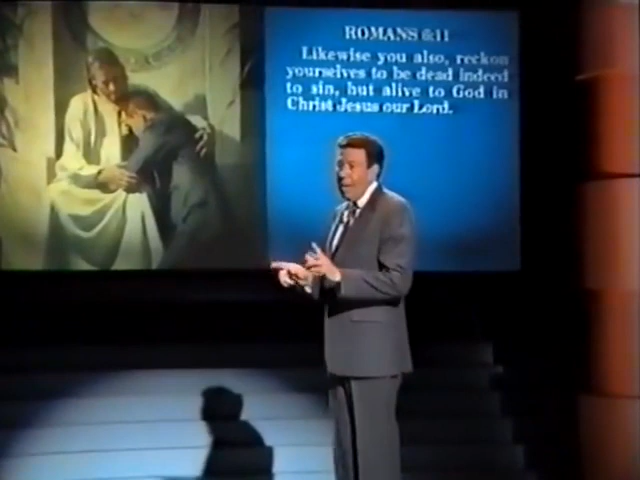 ROMANS 6:11
Likewise you also, reckon
yourselves to be dead indeed
to sin, but alive to God in
Christ Jesus our Lord.